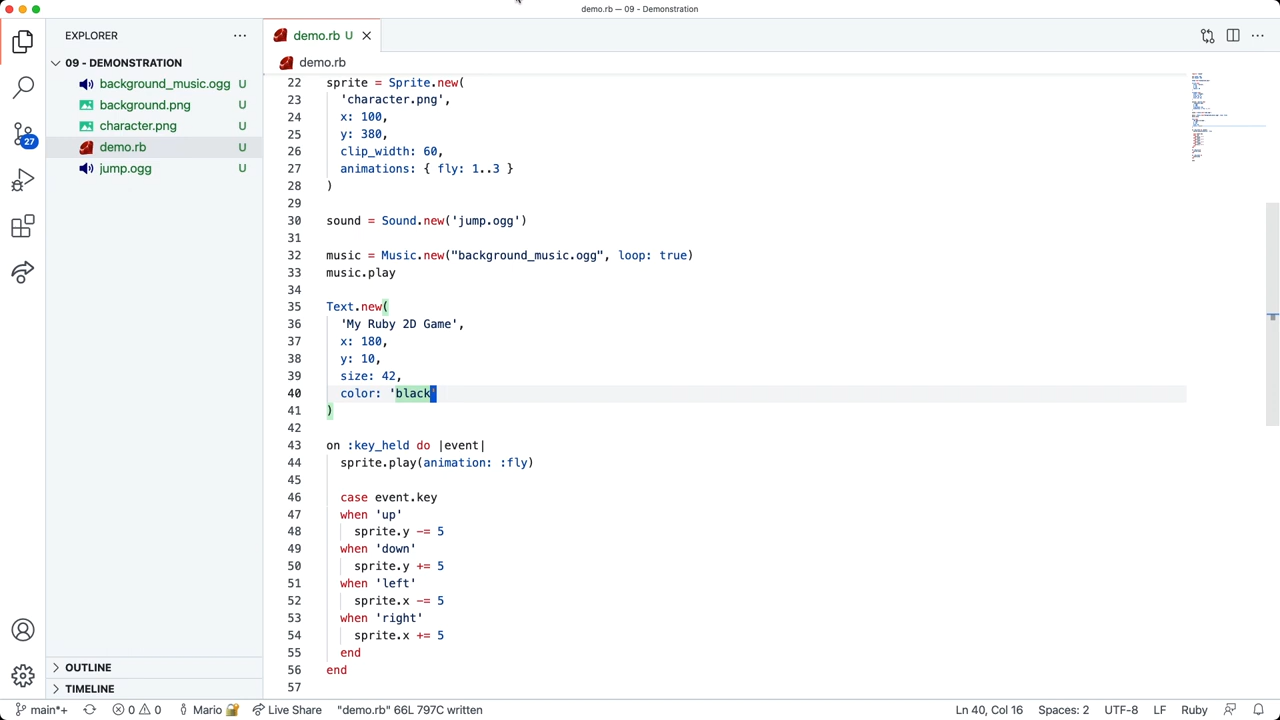 demo.rb — 09 - Demonstration
EXPLORER
demo.rb U
09 - DEMONSTRATION
demo.rb
background_music.ogg U
background.png U
character.png U
demo.rb U
jump.ogg U
27
22 sprite = Sprite.new(
23 'character.png',
24 x: 100,
25 y: 380,
26 clip_width: 60,
27 animations: { fly: 1..3 }
28 )
29
30 sound = Sound.new('jump.ogg')
31
32 music = Music.new("background_music.ogg", loop: true)
33 music.play
34
35 Text.new(
36 'My Ruby 2D Game',
37 x: 180,
38 y: 10,
39 size: 42,
40 color: 'black'
41 )
42
43 on :key_held do |event|
44 sprite.play(animation: :fly)
45
46 case event.key
47 when 'up'
48 sprite.y -= 5
49 when 'down'
50 sprite.y += 5
51 when 'left'
52 sprite.x -= 5
53 when 'right'
54 sprite.x += 5
55 end
56 end
57
OUTLINE
TIMELINE
main*+ 0 0 Mario Live Share "demo.rb" 66L 797C written Ln 40, Col 16 Spaces: 2 UTF-8 LF Ruby